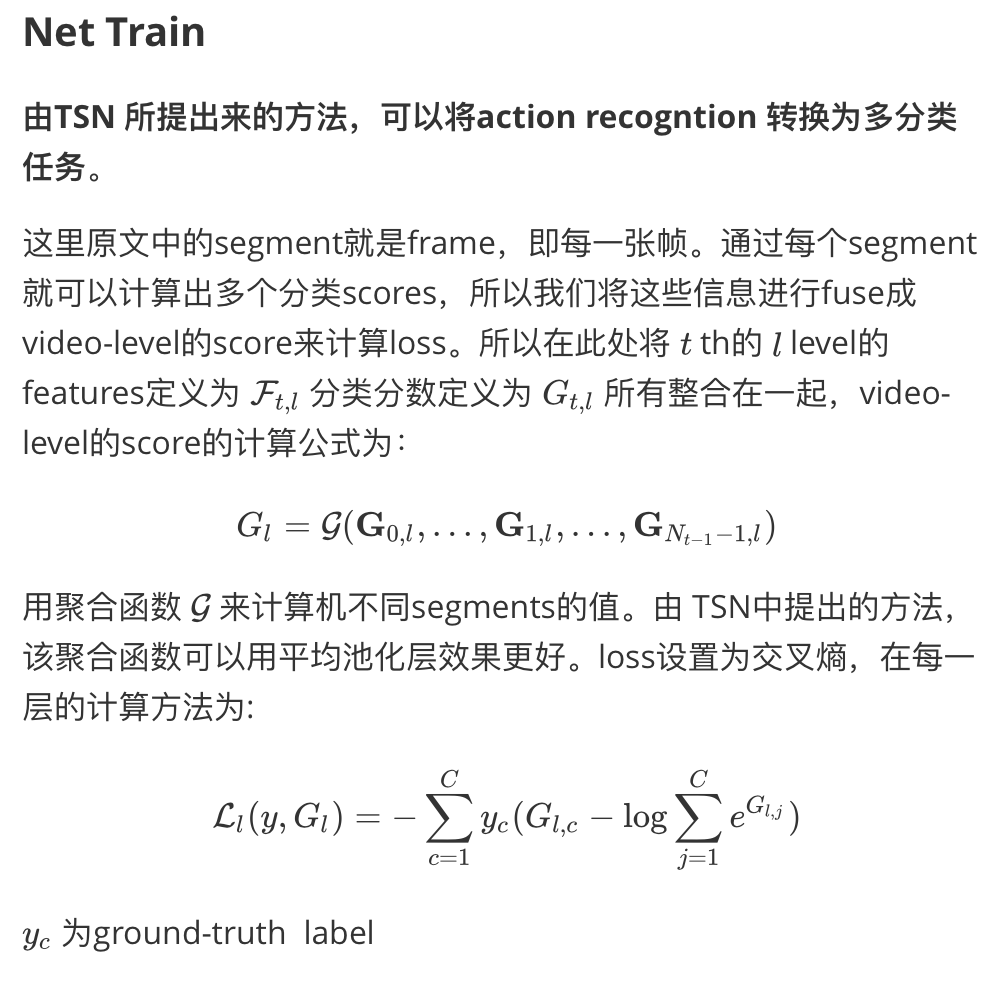 Net Train
由TSN 所提出来的方法，可以将action recogntion 转换为多分类
任务。
这里原文中的segment就是frame，即每一张帧。通过每个segment
就可以计算出多个分类scores，所以我们将这些信息进行fuse成
video-level的score来计算loss。所以在此处将 t th的 l level的
features定义为 $\mathcal{F}_{t,l}$ 分类分数定义为 $G_{t,l}$ 所有整合在一起，video-
level的score的计算公式为：
$G_l = \mathcal{G}(\mathbf{G}_{0,l}, \ldots, \mathbf{G}_{1,l}, \ldots, \mathbf{G}_{N_{t-1}-1,l})$
用聚合函数 $\mathcal{G}$ 来计算机不同segments的值。由 TSN中提出的方法，
该聚合函数可以用平均池化层效果更好。loss设置为交叉熵，在每一
层的计算方法为:
$\mathcal{L}_l(y, G_l) = -\sum_{c=1}^{C} y_c(G_{l,c} - \log \sum_{j=1}^{C} e^{G_{l,j}})$
$y_c$ 为ground-truth label